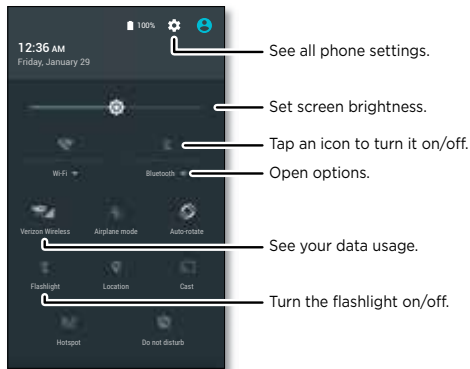 100%
12:36 AM
Friday, January 29
See all phone settings.
Set screen brightness.
Tap an icon to turn it on/off.
Wi-Fi
Bluetooth
Open options.
Verizon Wireless
Airplane mode
Auto-rotate
See your data usage.
Flashlight
Location
Cast
Turn the flashlight on/off.
Hotspot
Do not disturb